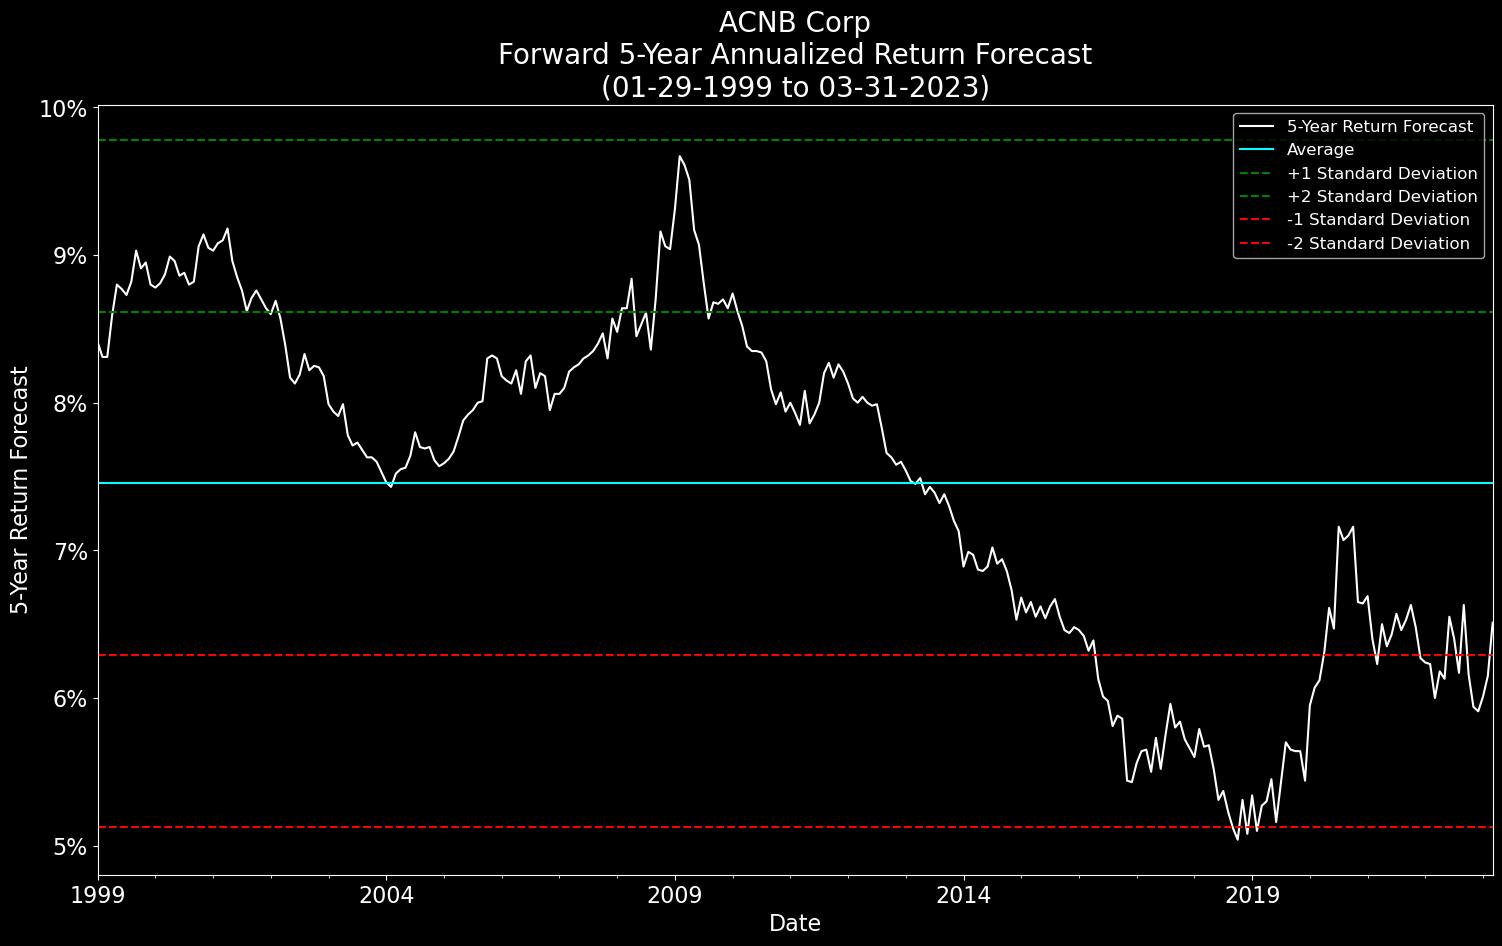 ACNB Corp
Forward 5-Year Annualized Return Forecast
(01-29-1999 to 03-31-2023)
10%
9%
8%
7%
6%
5%
5-Year Return Forecast
5-Year Return Forecast
Average
+1 Standard Deviation
+2 Standard Deviation
-1 Standard Deviation
-2 Standard Deviation
1999
2004
2009
2014
2019
Date